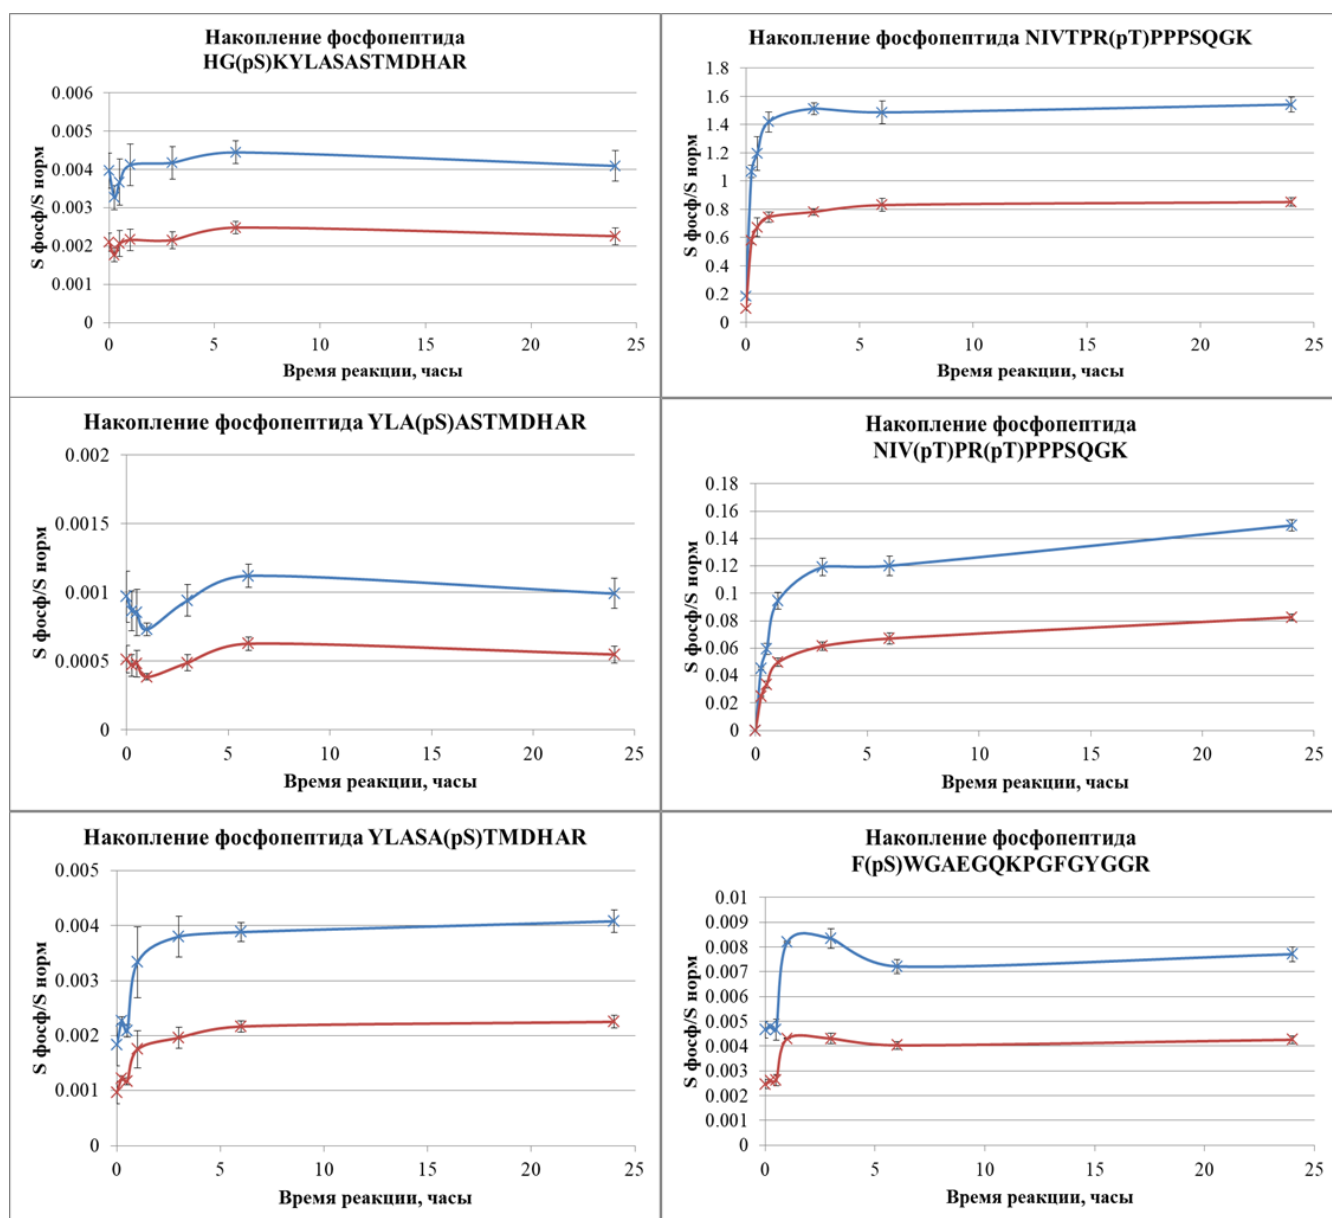 Накопление фосфопептида
HG(pS)KYLASASTMDHAR
S фосф/S норм
0.006
0.005
0.004
0.003
0.002
0.001
0
0 5 10 15 20 25
Время реакции, часы
Накопление фосфопептида NIVTPR(pT)PPPSQGK
S фосф/S норм
1.8
1.6
1.4
1.2
1
0.8
0.6
0.4
0.2
0
0 5 10 15 20 25
Время реакции, часы
Накопление фосфопептида YLA(pS)ASTMDHAR
S фосф/S норм
0.002
0.0015
0.001
0.0005
0
0 5 10 15 20 25
Время реакции, часы
Накопление фосфопептида
NIV(pT)PR(pT)PPPSQGK
S фосф/S норм
0.18
0.16
0.14
0.12
0.1
0.08
0.06
0.04
0.02
0
0 5 10 15 20 25
Время реакции, часы
Накопление фосфопептида YLASA(pS)TMDHAR
S фосф/S норм
0.005
0.004
0.003
0.002
0.001
0
0 5 10 15 20 25
Время реакции, часы
Накопление фосфопептида
F(pS)WGAEGQKPGFGYGGR
S фосф/S норм
0.01
0.009
0.008
0.007
0.006
0.005
0.004
0.003
0.002
0.001
0
0 5 10 15 20 25
Время реакции, часы